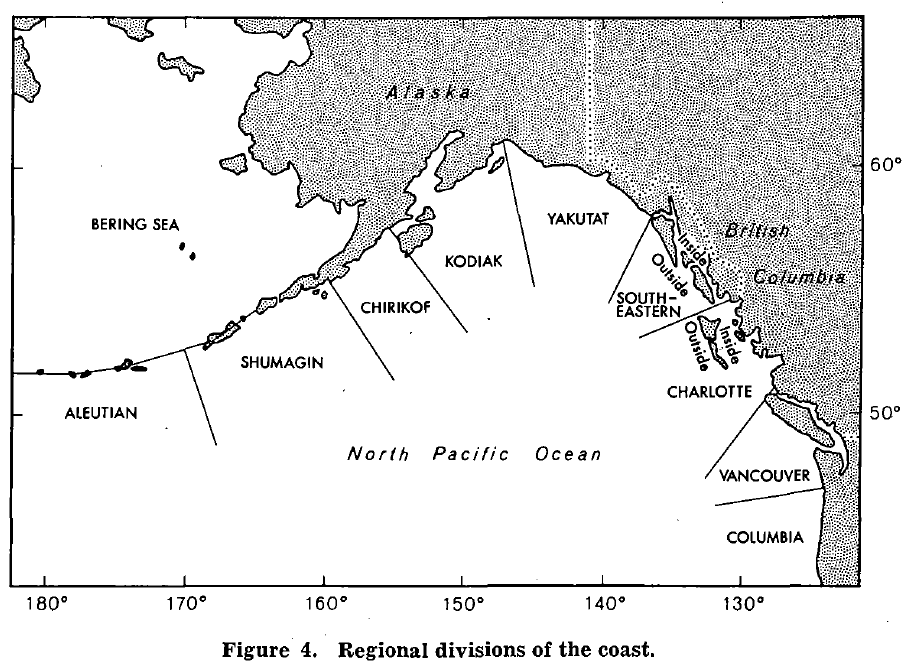 Alaska
60°
BERING SEA
YAKUTAT
British
Inside
KODIAK
Outside
Columbia
SOUTH-
EASTERN
CHIRIKOF
Inside
Outside
SHUMAGIN
CHARLOTTE
ALEUTIAN
50°
North Pacific Ocean
VANCOUVER
COLUMBIA
180° 170° 160° 150° 140° 130°
Figure 4. Regional divisions of the coast.